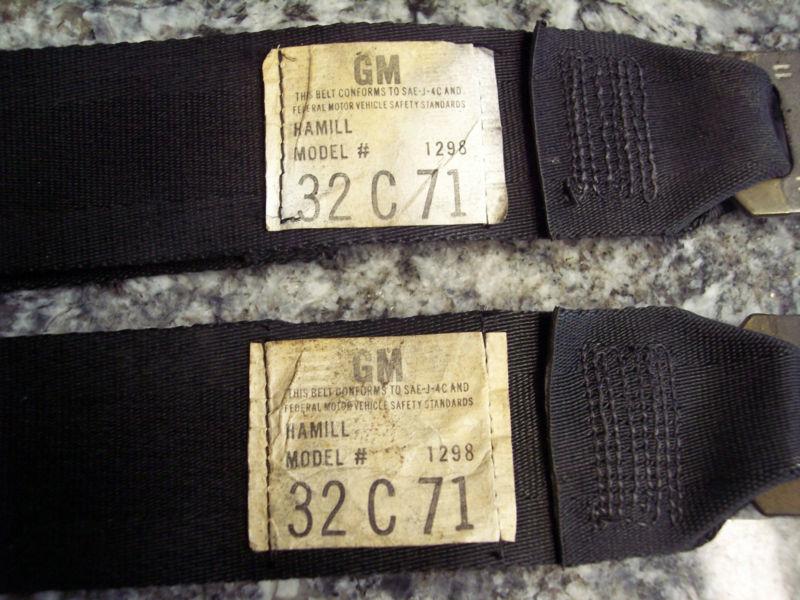 GM
THIS BELT CONFORMS TO SAE-J-4C AND
FEDERAL MOTOR VEHICLE SAFETY STANDARDS
HAMILL
MODEL # 1298
32 C 71
GM
THIS BELT CONFORMS TO SAE-J-4C AND
FEDERAL MOTOR VEHICLE SAFETY STANDARDS
HAMILL
MODEL # 1298
32 C 71